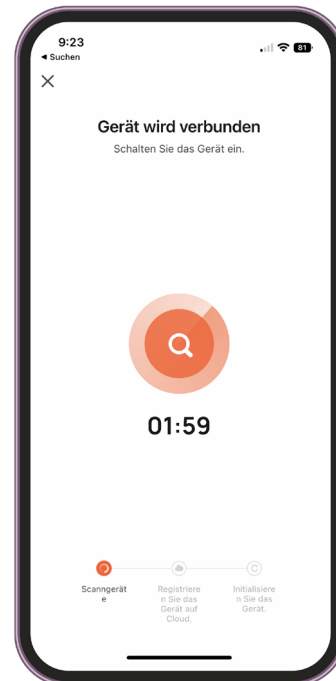 9:23
81
◀ Suchen
Gerät wird verbunden
Schalten Sie das Gerät ein.
01:59
Scanngerät
e
Registriere
n Sie das
Gerät auf
Cloud.
Initialisiere
n Sie das
Gerät.